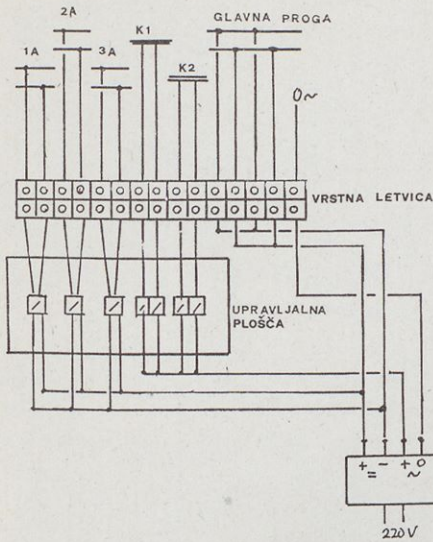 2A
K1
GLAVNA PROGA
1A
3A
K2
0~
VRSTNA LETVICA
UPRAVLJALNA
PLOŠČA
+ - + 0
= ~
220V